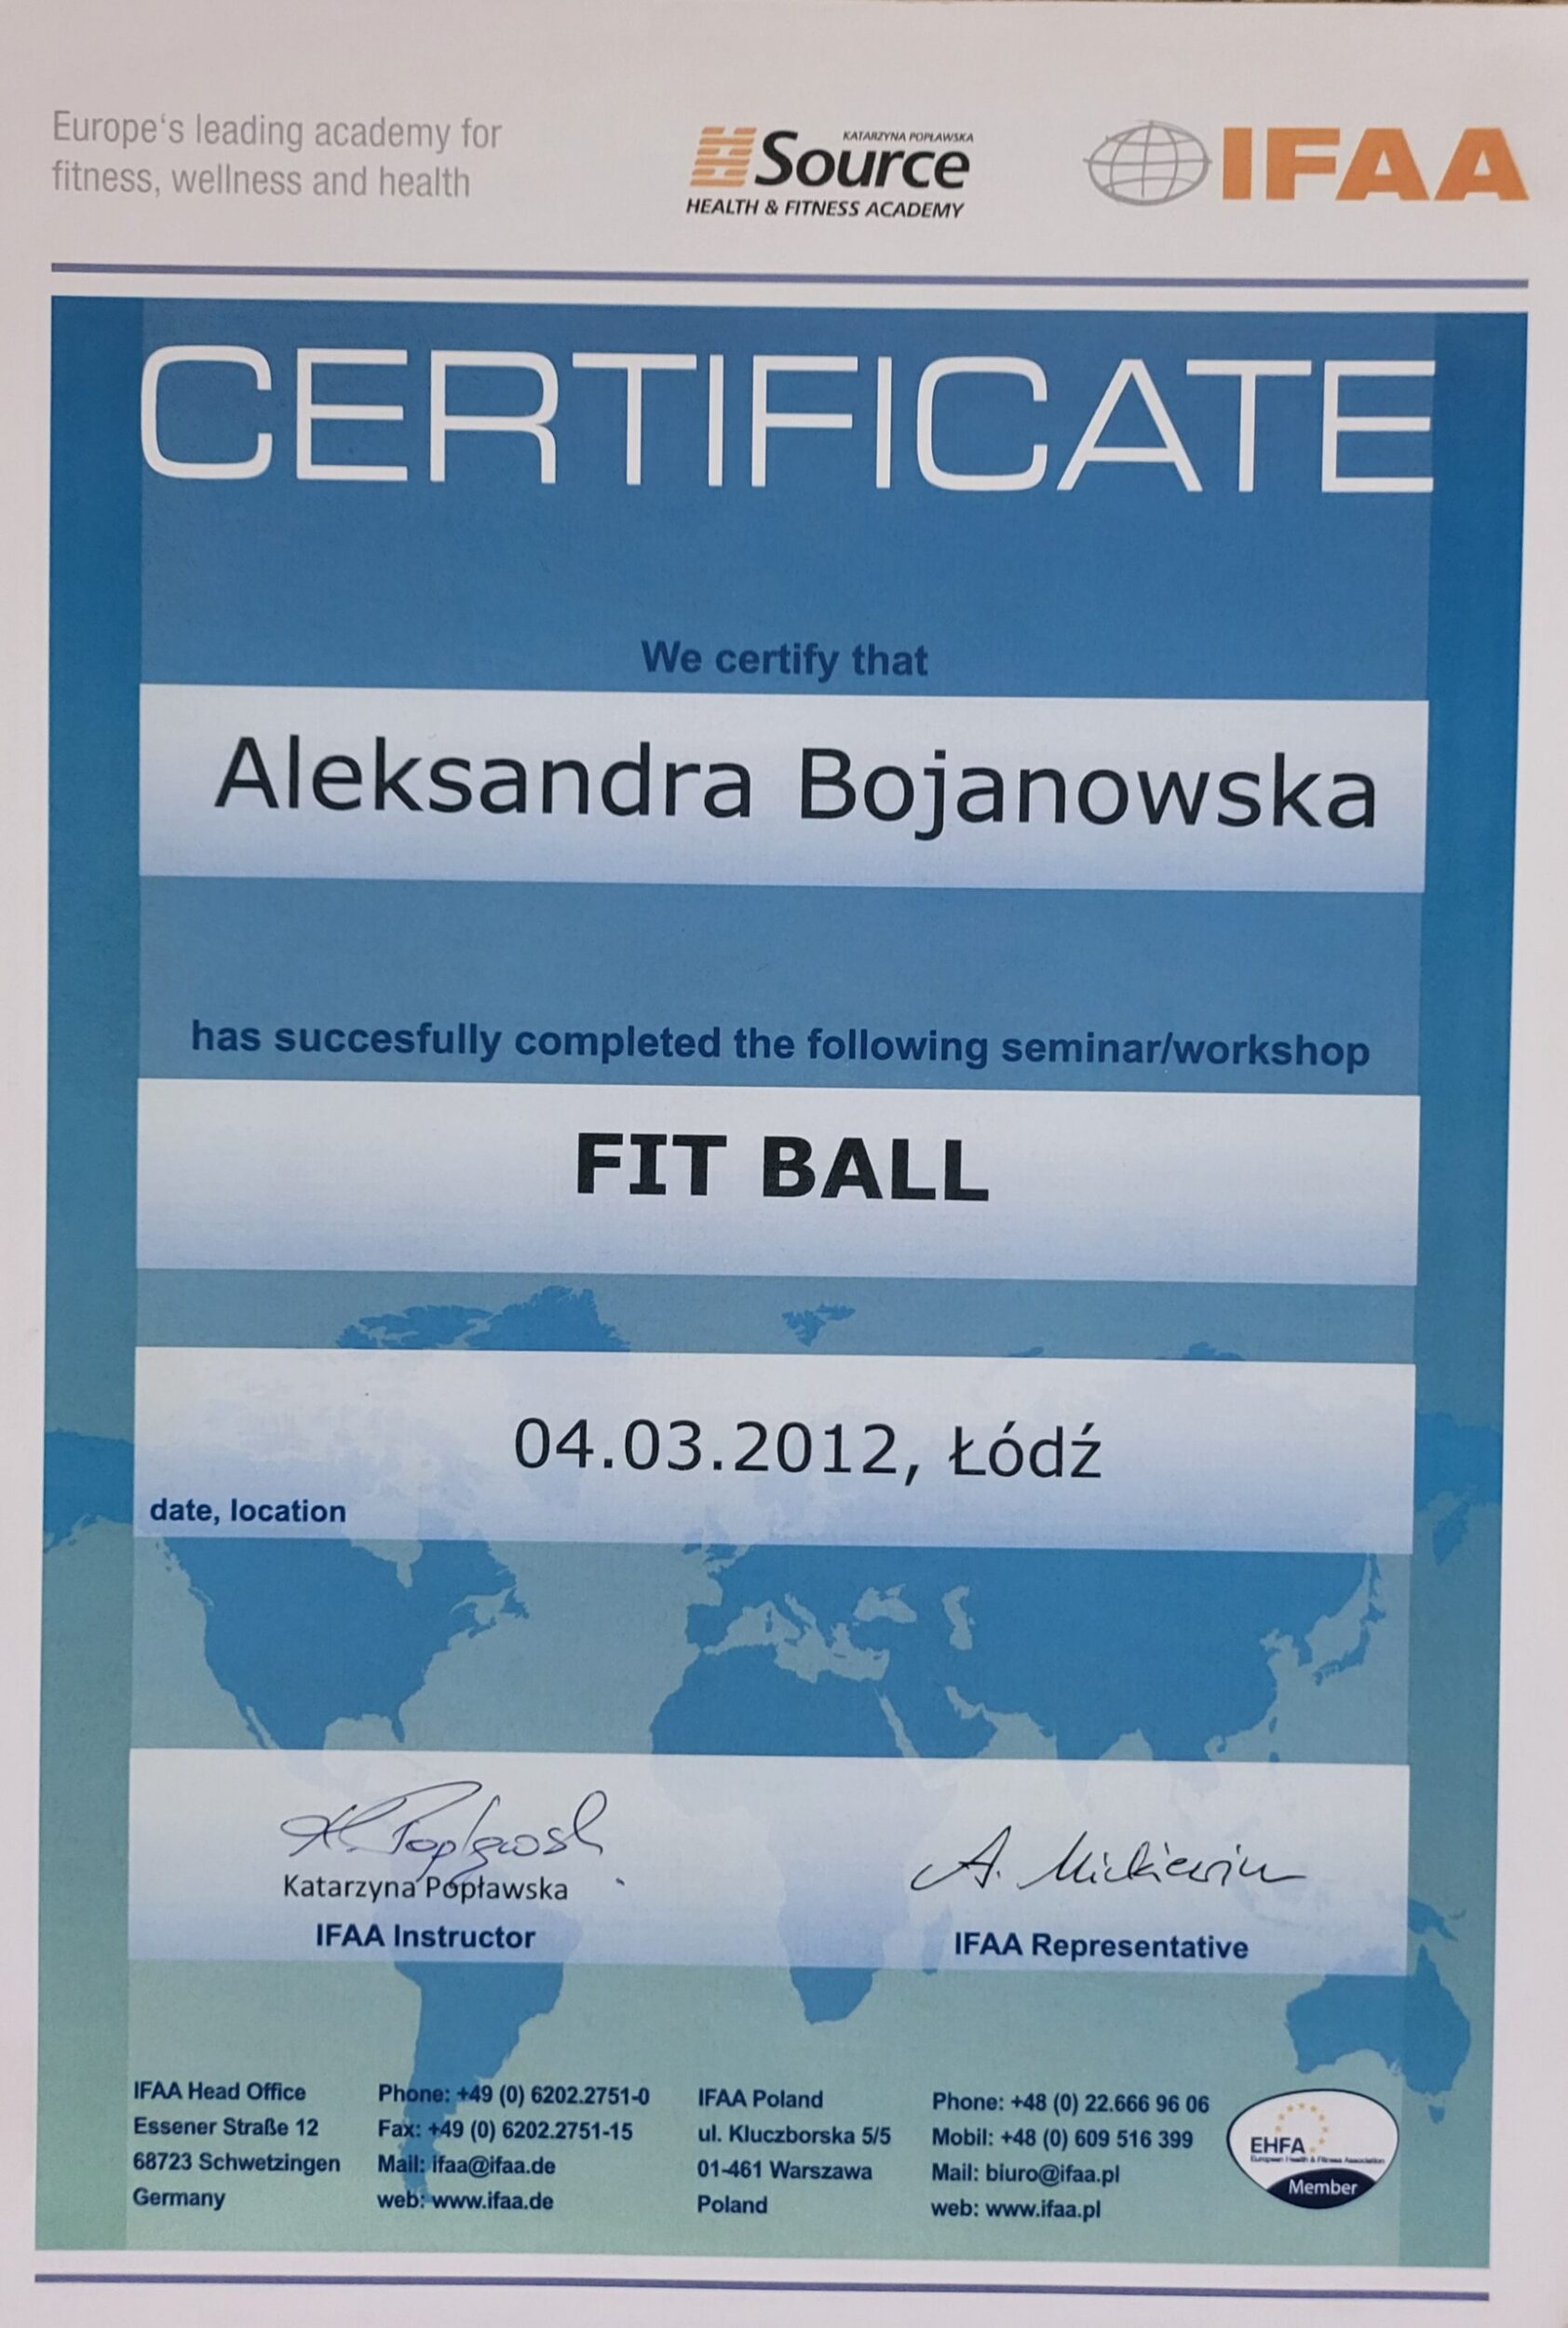 Europe's leading academy for
fitness, wellness and health
KATARZYNA POPŁAWSKA
Source
HEALTH & FITNESS ACADEMY
IFAA
CERTIFICATE
We certify that
Aleksandra Bojanowska
has succesfully completed the following seminar/workshop
FIT BALL
04.03.2012, Łódź
date, location
Katarzyna Popławska
IFAA Instructor
A. Mickiewicz
IFAA Representative
IFAA Head Office
Essener Straße 12
68723 Schwetzingen
Germany
Phone: +49 (0) 6202.2751-0
Fax: +49 (0) 6202.2751-15
Mail: ifaa@ifaa.de
web: www.ifaa.de
IFAA Poland
ul. Kluczborska 5/5
01-461 Warszawa
Poland
Phone: +48 (0) 22.666 96 06
Mobil: +48 (0) 609 516 399
Mail: biuro@ifaa.pl
web: www.ifaa.pl
EHFA
European Health & Fitness Association
Member